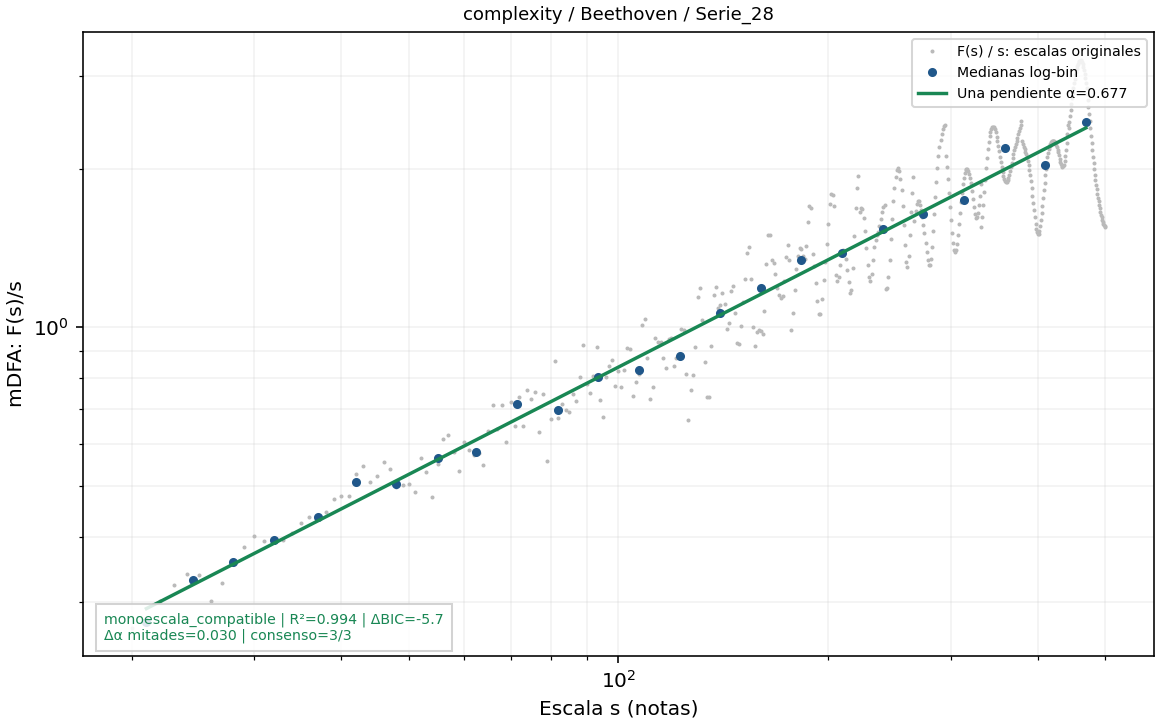 complexity / Beethoven / Serie_28
F(s) / s: escalas originales
Medianas log-bin
Una pendiente α=0.677
mDFA: F(s)/s
10⁰
monoescala_compatible | R²=0.994 | ΔBIC=-5.7
Δα mitades=0.030 | consenso=3/3
10²
Escala s (notas)